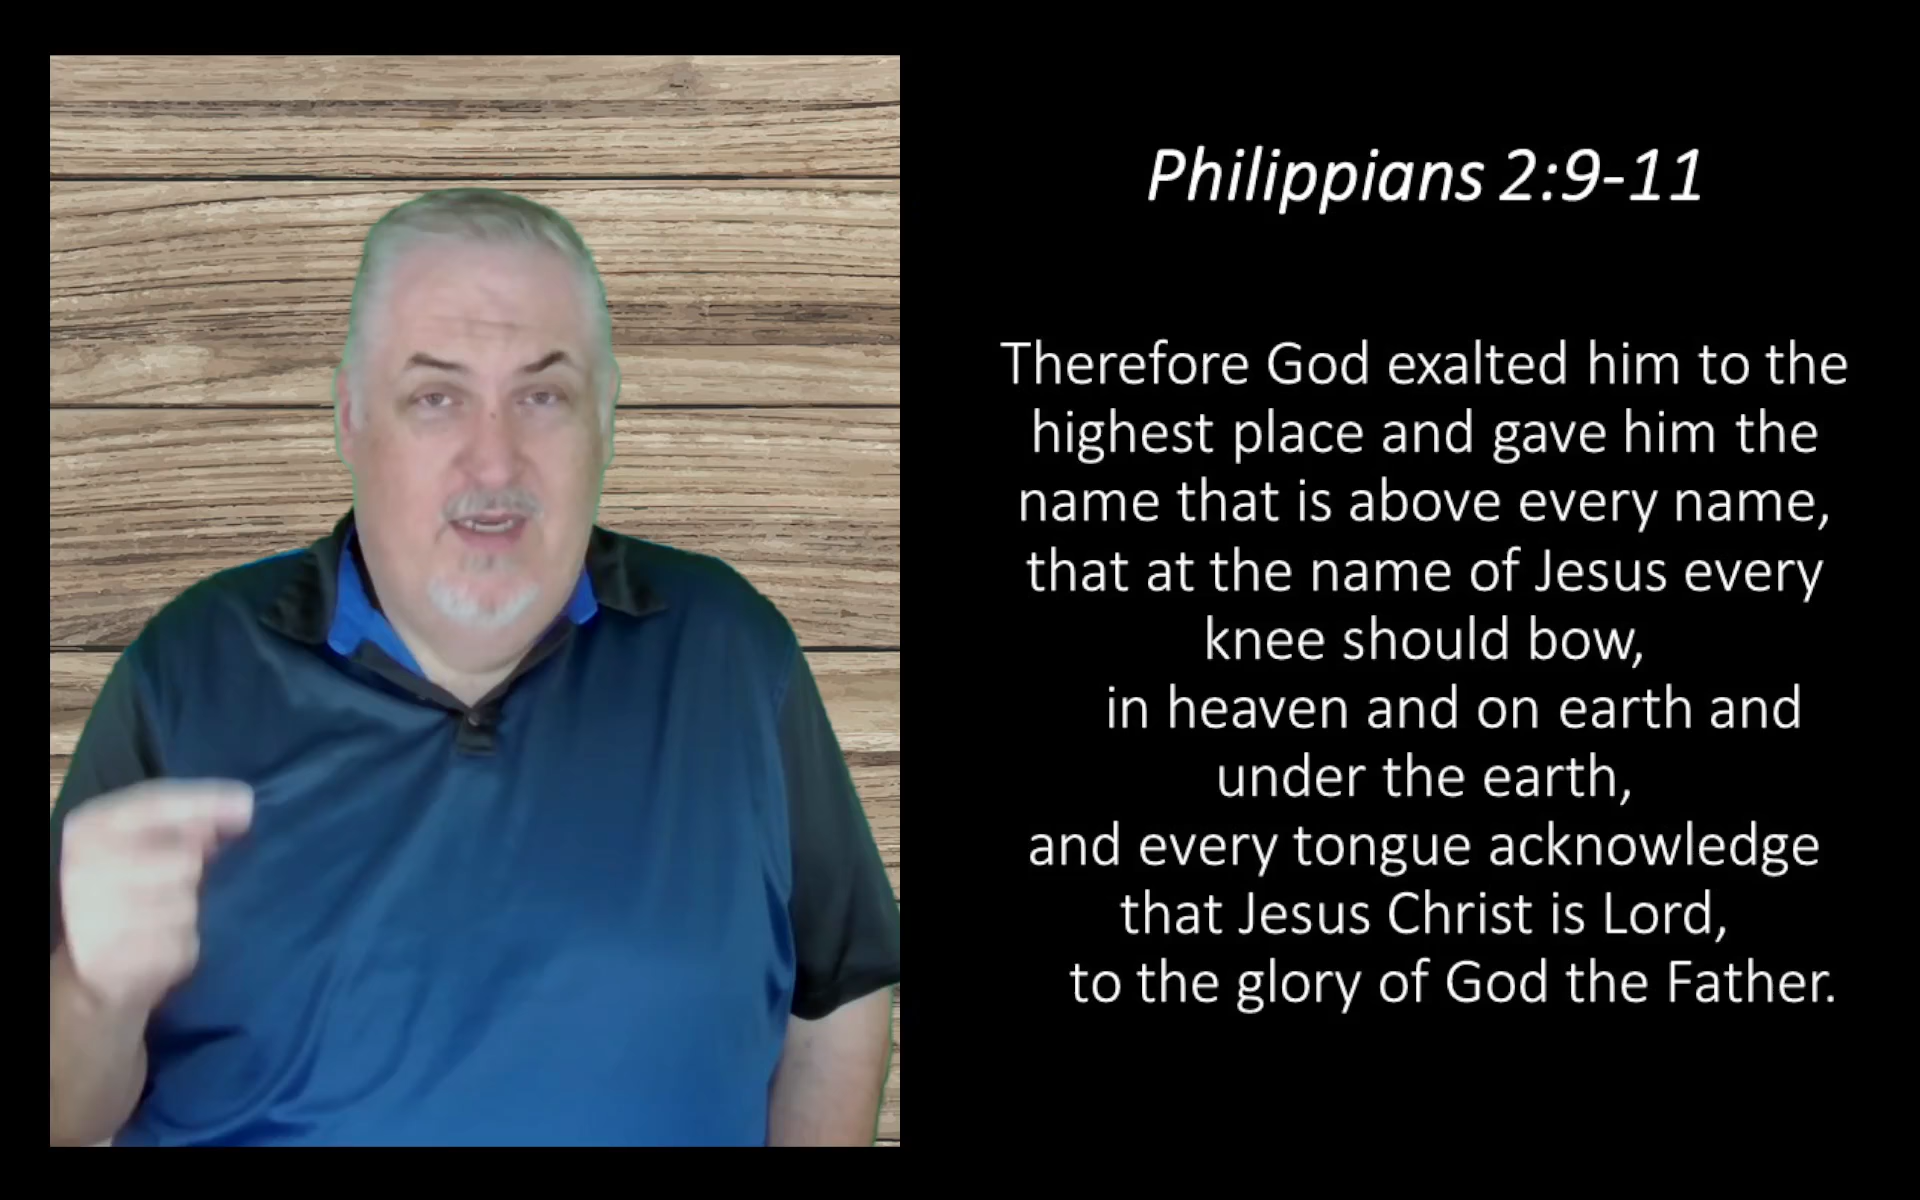 Philippians 2:9-11
Therefore God exalted him to the
highest place and gave him the
name that is above every name,
that at the name of Jesus every
knee should bow,
in heaven and on earth and
under the earth,
and every tongue acknowledge
that Jesus Christ is Lord,
to the glory of God the Father.